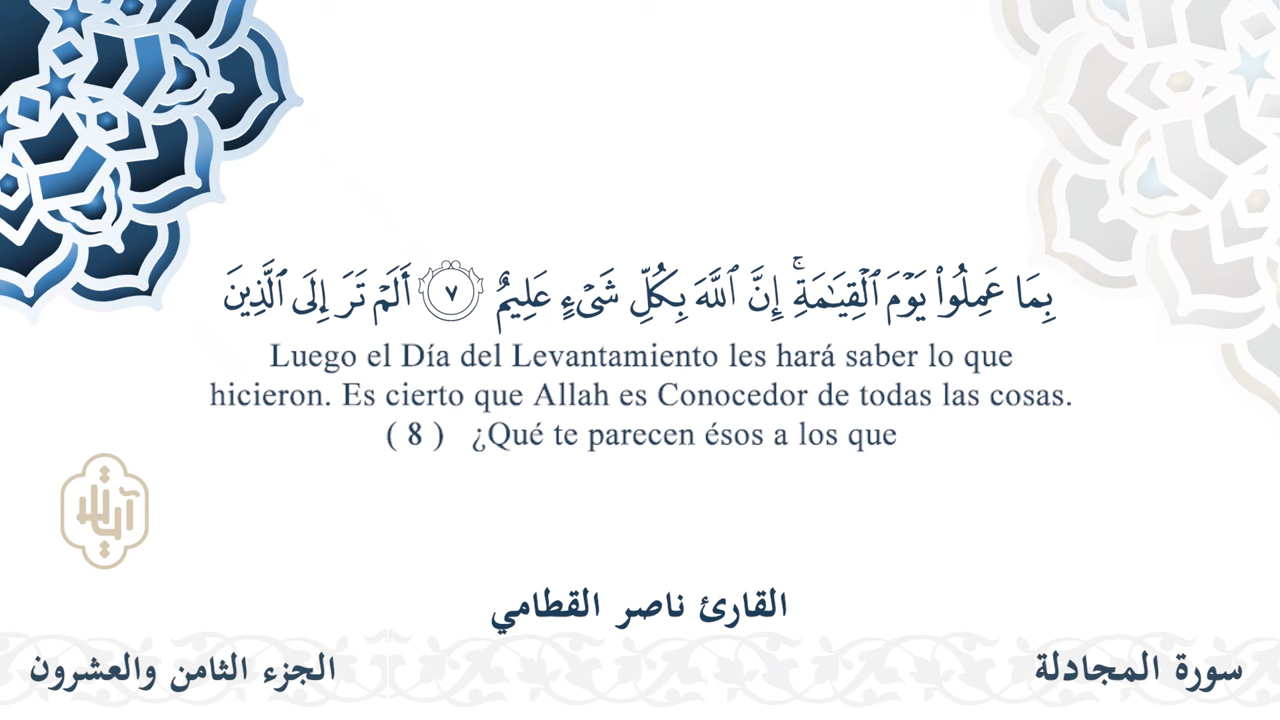 بِمَا عَمِلُوا۟ يَوْمَ ٱلْقِيَـٰمَةِۚ إِنَّ ٱللَّهَ بِكُلِّ شَىْءٍ عَلِيمٌ ٧ أَلَمْ تَرَ إِلَى ٱلَّذِينَ
Luego el Día del Levantamiento les hará saber lo que
hicieron. Es cierto que Allah es Conocedor de todas las cosas.
( 8 ) ¿Qué te parecen ésos a los que
آيات
القارئ ناصر القطامي
سورة المجادلة
الجزء الثامن والعشرون